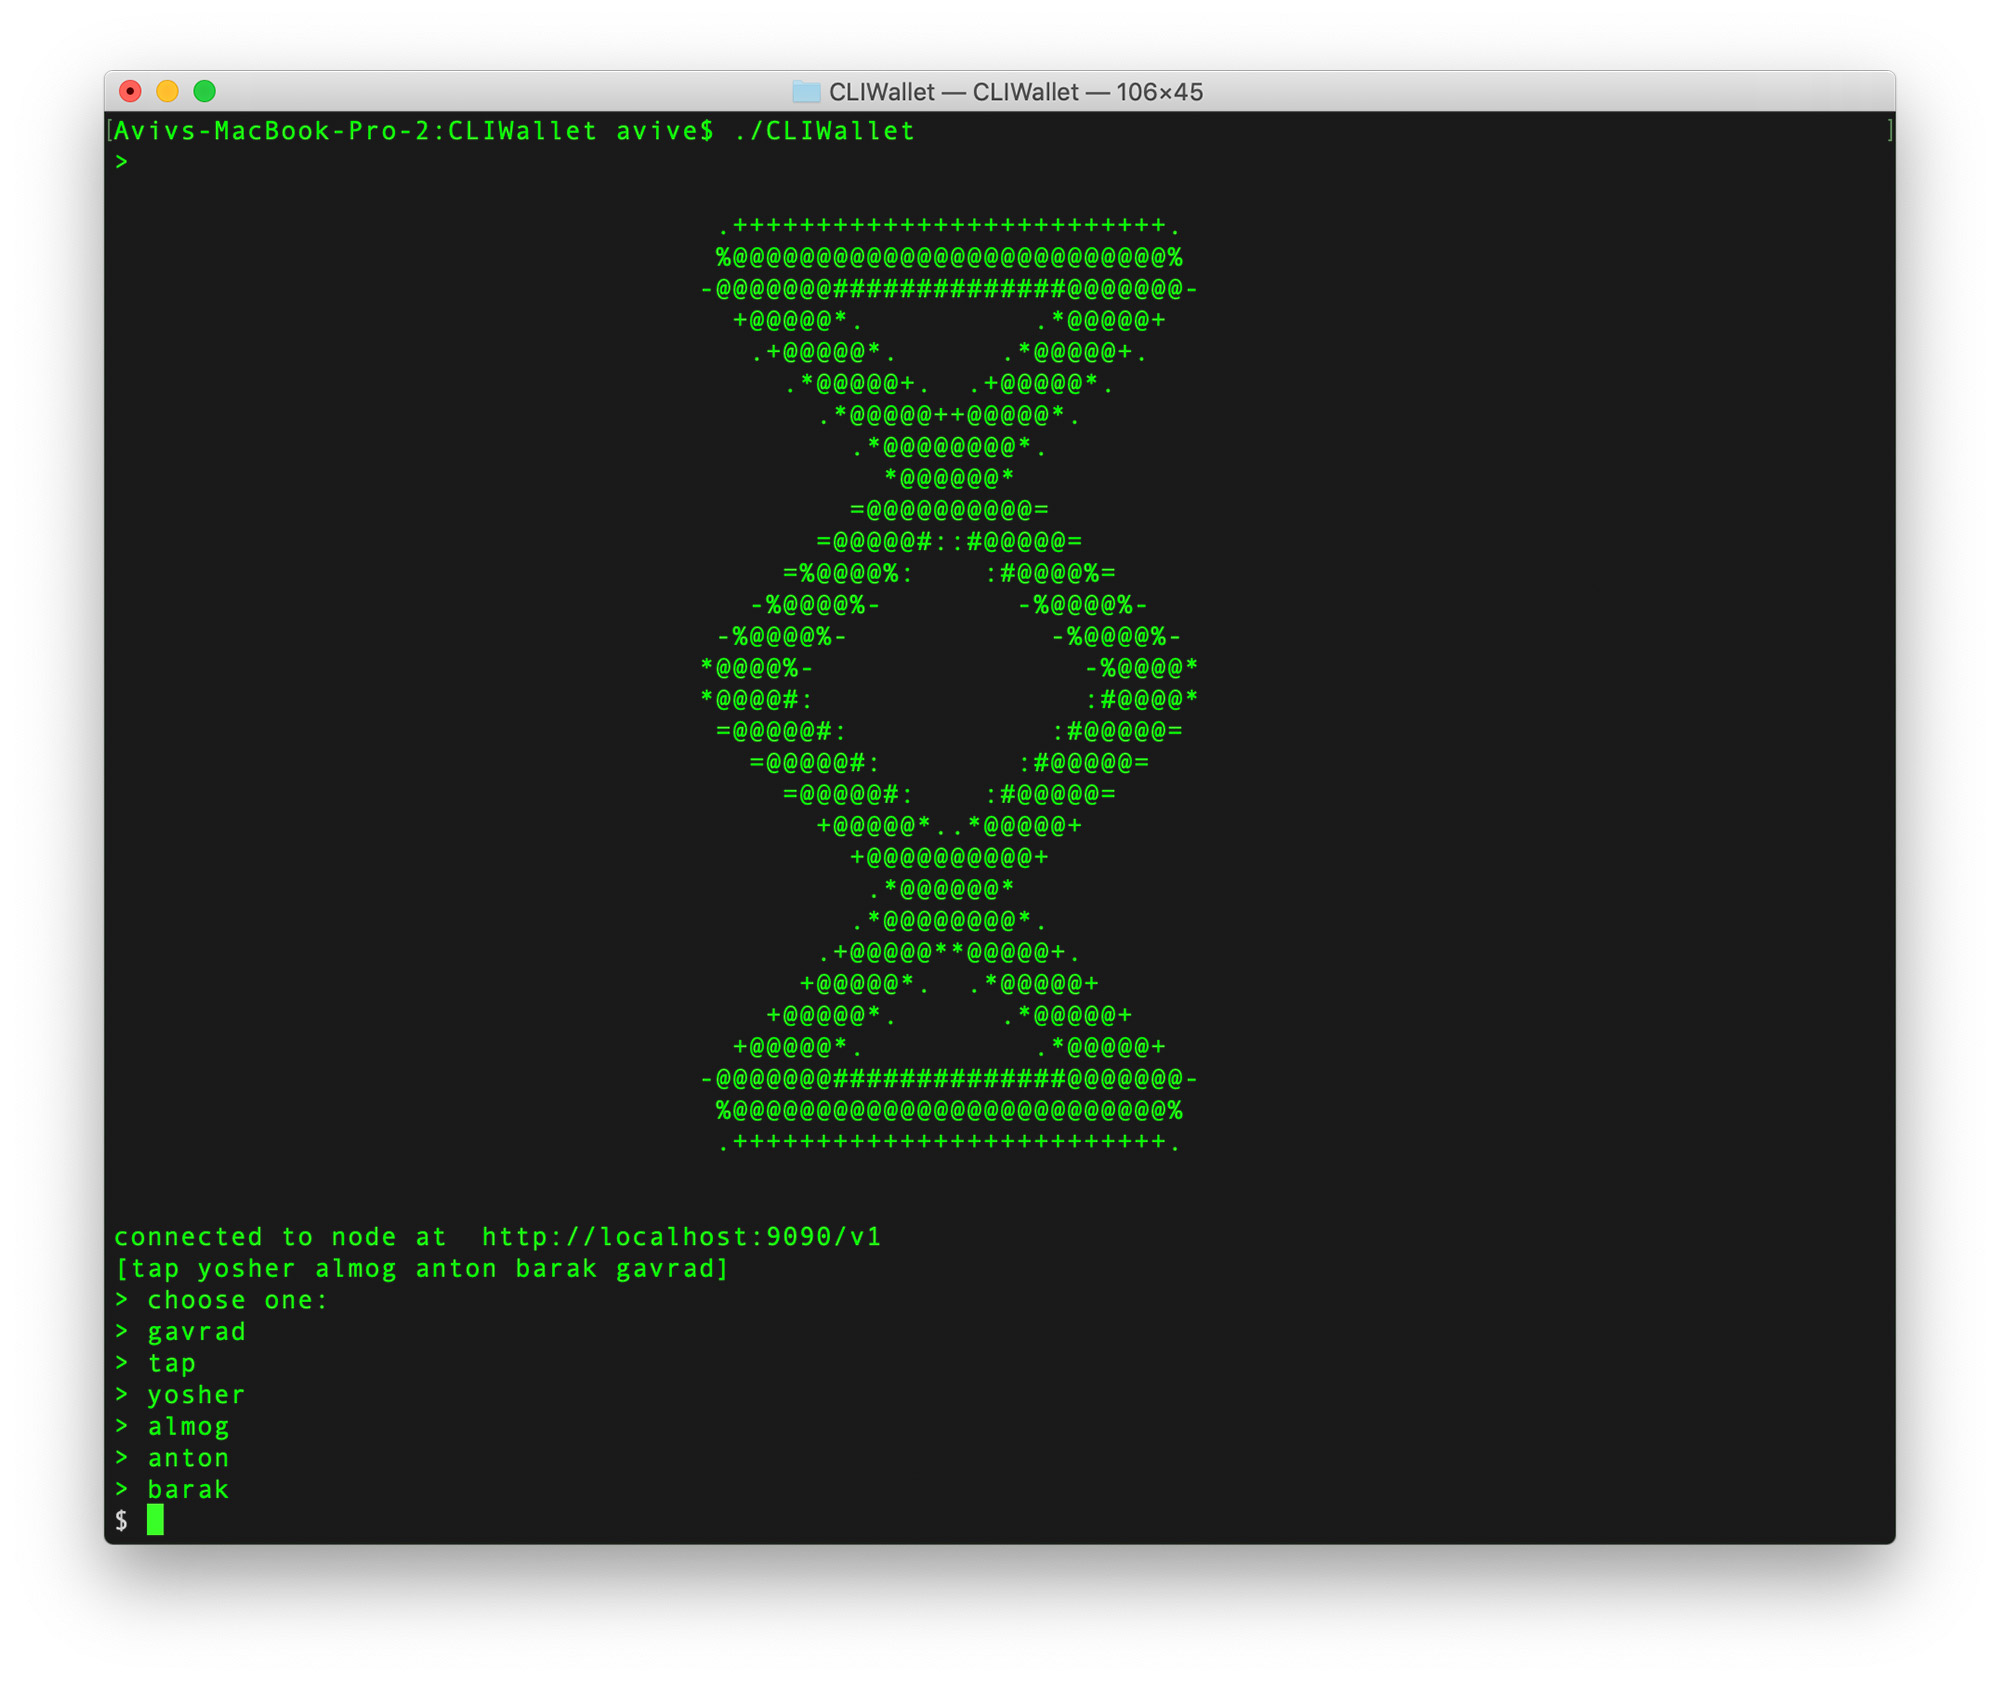 CLIWallet — CLIWallet — 106×45
[Avivs-MacBook-Pro-2:CLIWallet avive$ ./CLIWallet ]
>
.++++++++++++++++++++++++++.
%@@@@@@@@@@@@@@@@@@@@@@@@@@%
-@@@@@@@##############@@@@@@@-
+@@@@@*.           .*@@@@@+
.+@@@@@*.       .*@@@@@+.
.*@@@@@+.   .+@@@@@*.
.*@@@@@++@@@@@*.
.*@@@@@@@@*.
*@@@@@@*
=@@@@@@@@@@=
=@@@@@#::#@@@@@=
=%@@@@%:     :#@@@@%=
-%@@@@%-         -%@@@@%-
-%@@@@%-             -%@@@@%-
*@@@@%-                 -%@@@@*
*@@@@#:                 :#@@@@*
=@@@@@#:             :#@@@@@=
=@@@@@#:         :#@@@@@=
=@@@@@#:     :#@@@@@=
+@@@@@*..*@@@@@+
+@@@@@@@@@@+
.*@@@@@@*
.*@@@@@@@@*.
.+@@@@@**@@@@@+.
+@@@@@*.   .*@@@@@+
+@@@@@*.       .*@@@@@+
+@@@@@*.           .*@@@@@+
-@@@@@@@##############@@@@@@@-
%@@@@@@@@@@@@@@@@@@@@@@@@@@%
.++++++++++++++++++++++++++.
connected to node at  http://localhost:9090/v1
[tap yosher almog anton barak gavrad]
> choose one:
> gavrad
> tap
> yosher
> almog
> anton
> barak
$